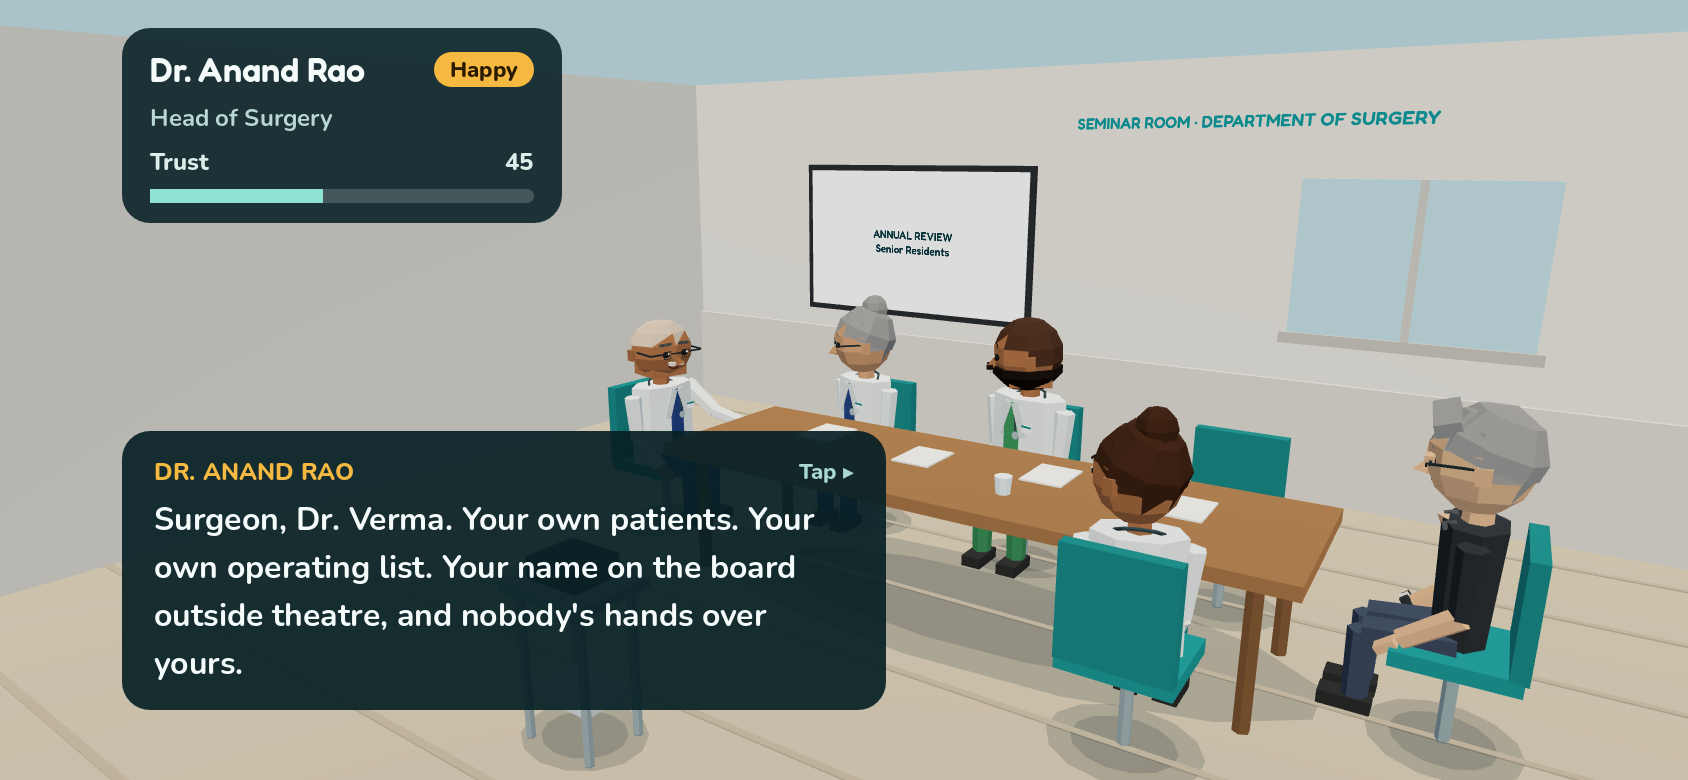 Dr. Anand Rao
Happy
Head of Surgery
Trust
45
SEMINAR ROOM · DEPARTMENT OF SURGERY
ANNUAL REVIEW
Senior Residents
DR. ANAND RAO
Tap ▸
Surgeon, Dr. Verma. Your own patients. Your
own operating list. Your name on the board
outside theatre, and nobody's hands over
yours.